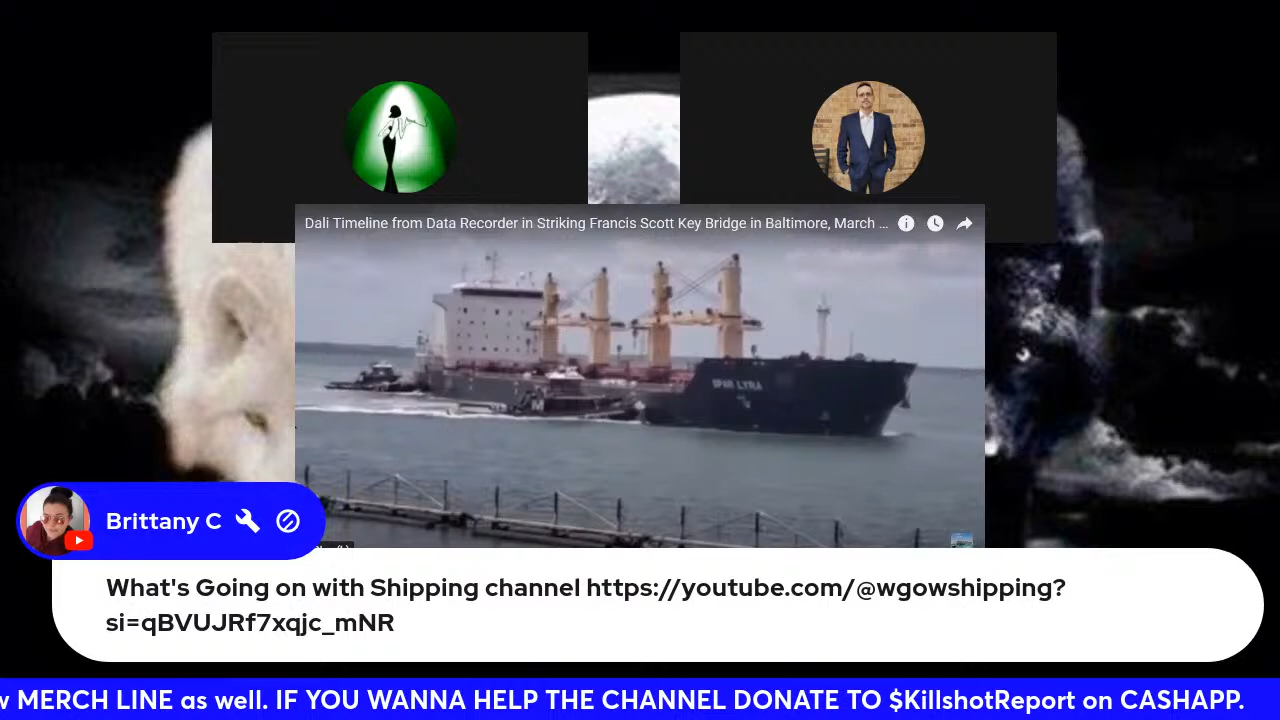 Dali Timeline from Data Recorder in Striking Francis Scott Key Bridge in Baltimore, March ...
SPAR LYRA
Brittany C
What's Going on with Shipping channel https://youtube.com/@wgowshipping?
si=qBVUJRf7xqjc_mNR
w MERCH LINE as well. IF YOU WANNA HELP THE CHANNEL DONATE TO $KillshotReport on CASHAPP.